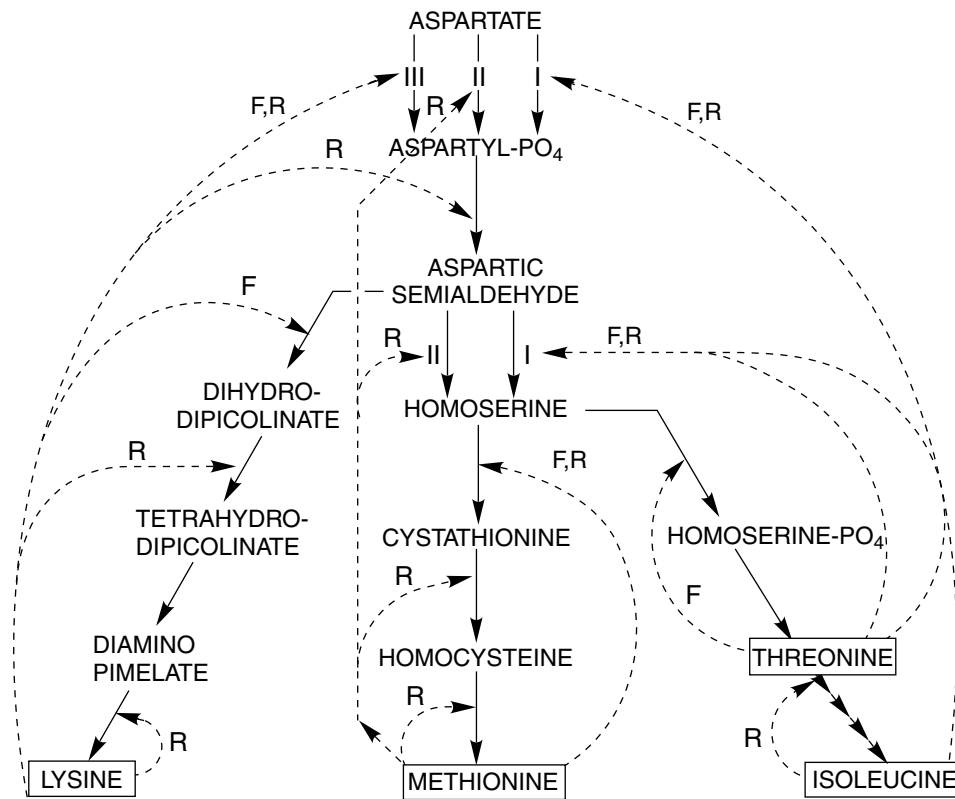 ASPARTATE
III II I
F,R R F,R
ASPARTYL-PO4
R
ASPARTIC
SEMIALDEHYDE
F
R II I F,R
DIHYDRO-
DIPICOLINATE
HOMOSERINE
R
F,R
TETRAHYDRO-
DIPICOLINATE
CYSTATHIONINE
HOMOSERINE-PO4
R
F
DIAMINO
PIMELATE
HOMOCYSTEINE
THREONINE
R
R
R
LYSINE
METHIONINE
ISOLEUCINE